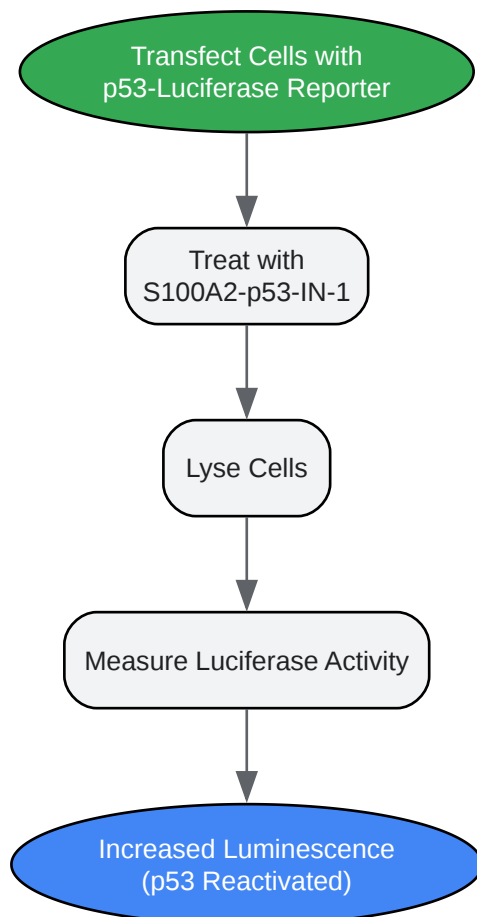 Transfect Cells with
p53-Luciferase Reporter
Treat with
S100A2-p53-IN-1
Lyse Cells
Measure Luciferase Activity
Increased Luminescence
(p53 Reactivated)